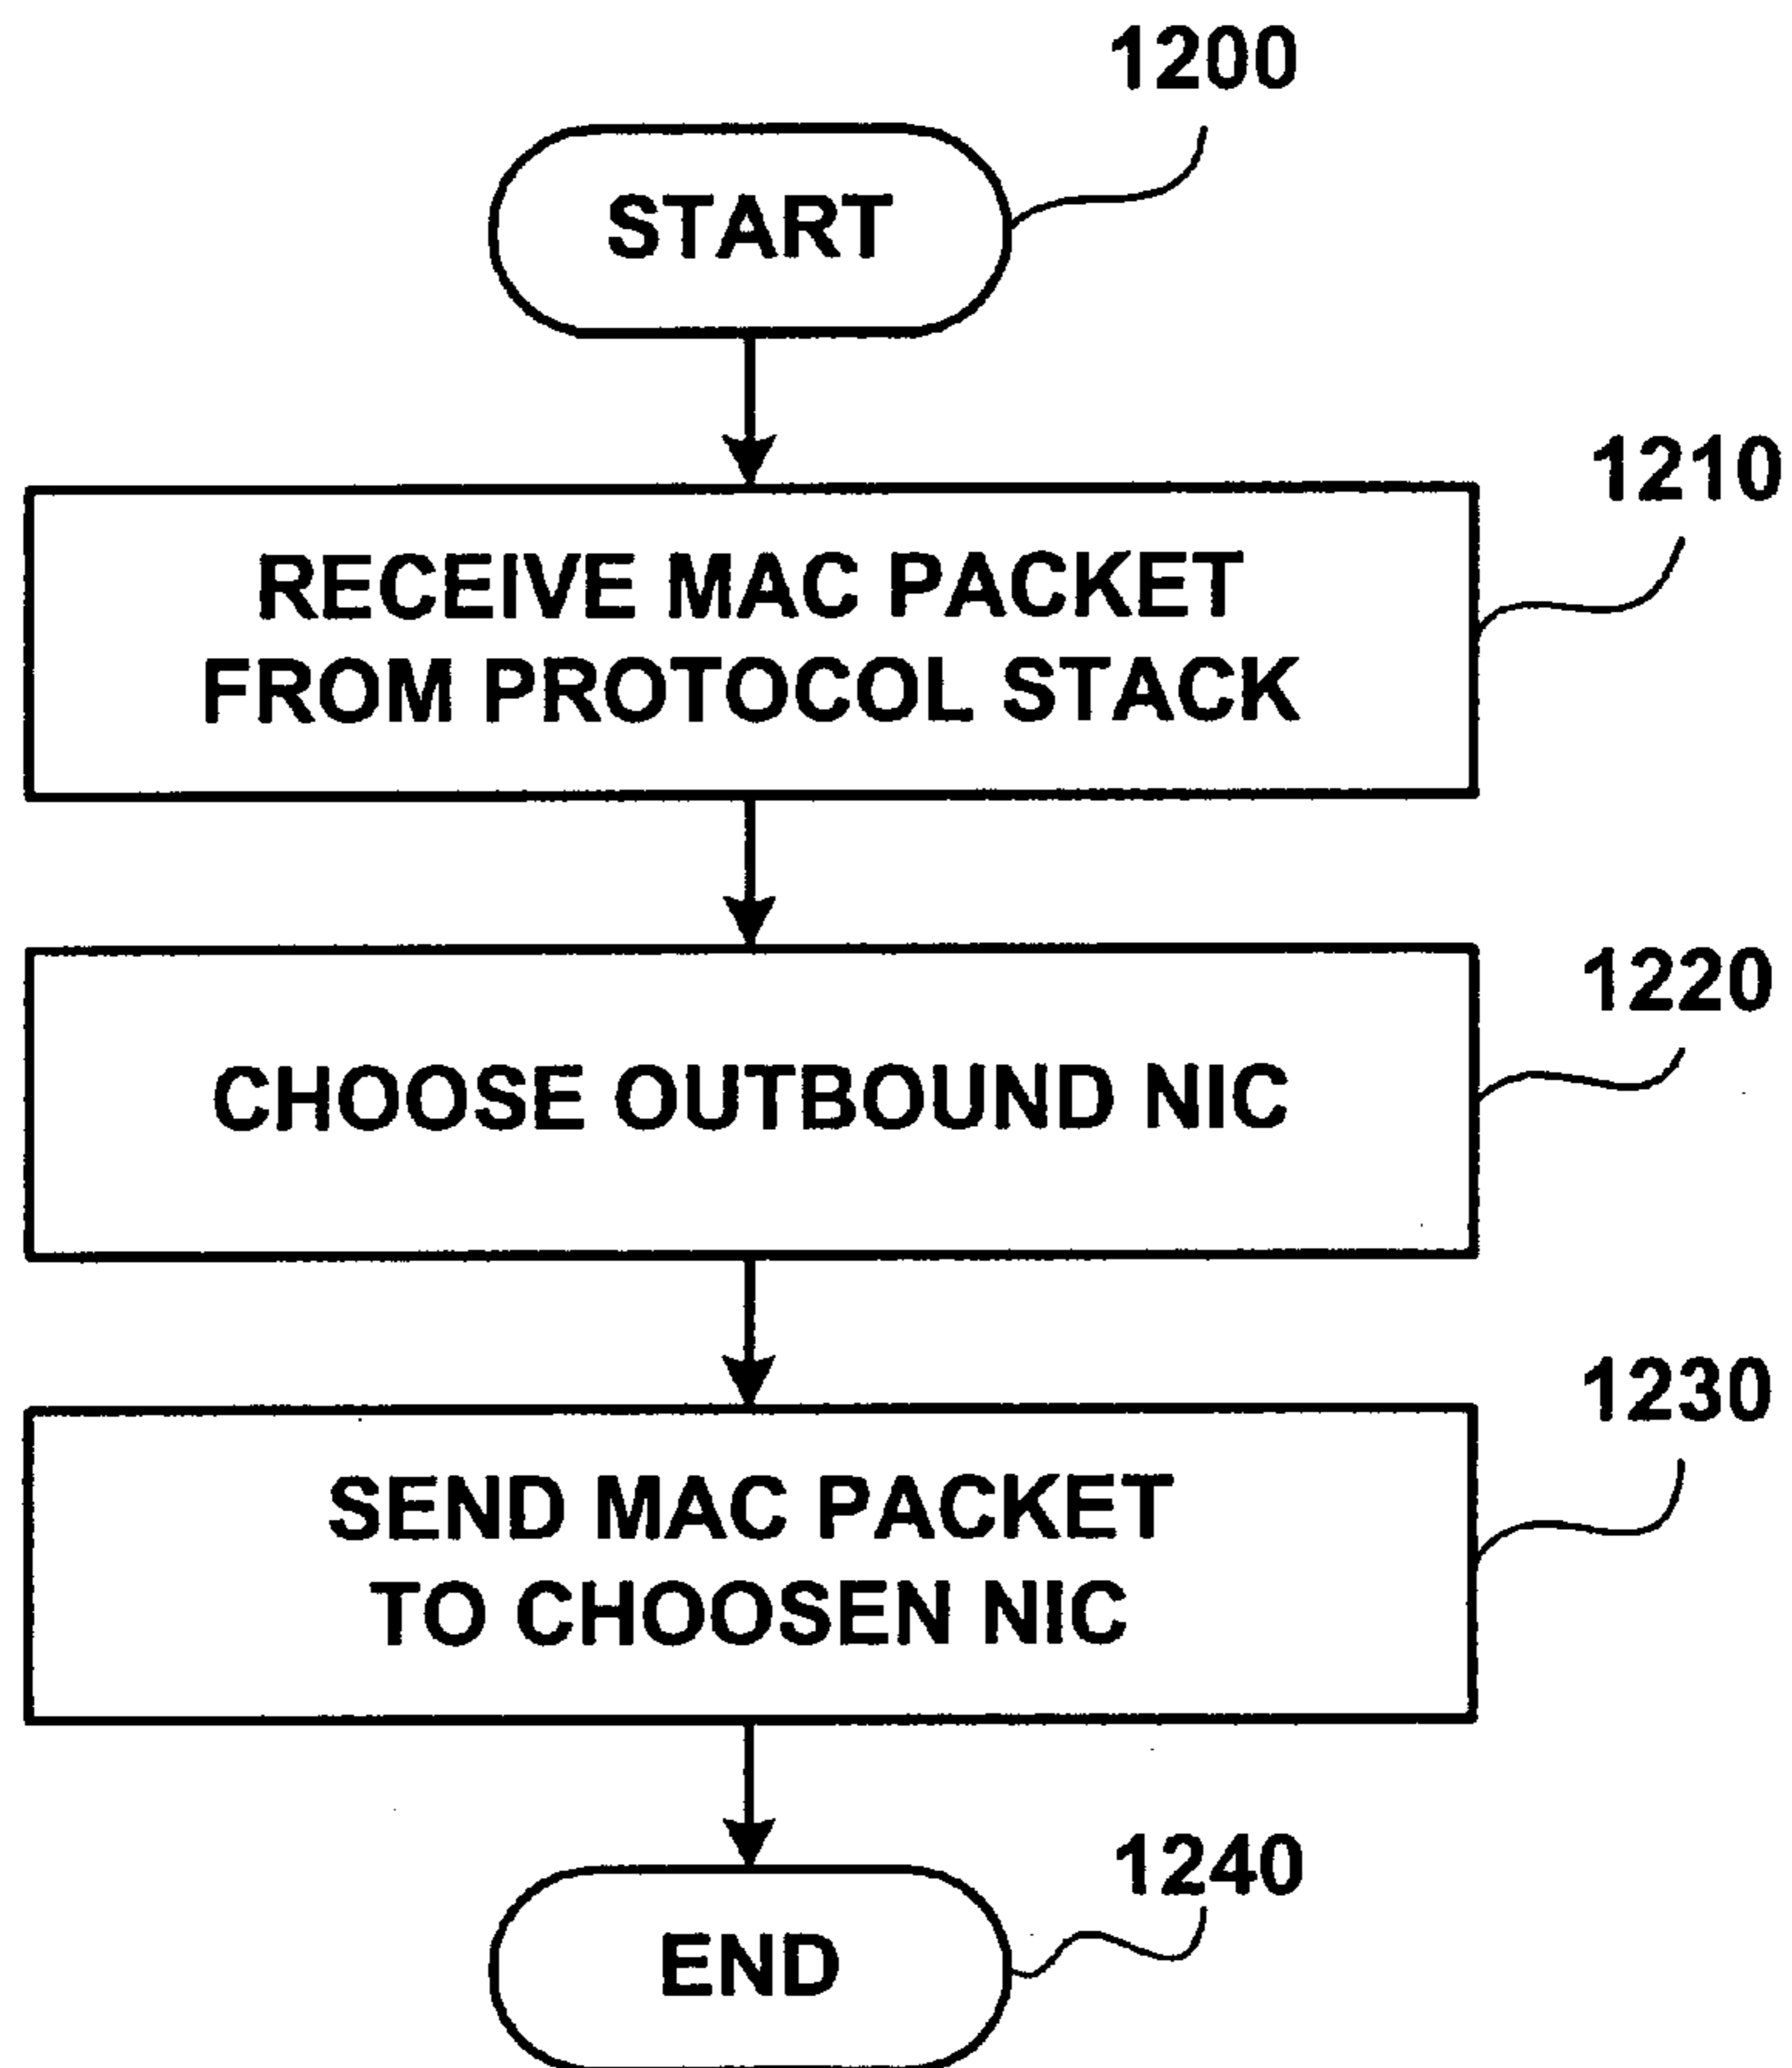 1200
START
1210
RECEIVE MAC PACKET
FROM PROTOCOL STACK
1220
CHOOSE OUTBOUND NIC
1230
SEND MAC PACKET
TO CHOOSEN NIC
1240
END